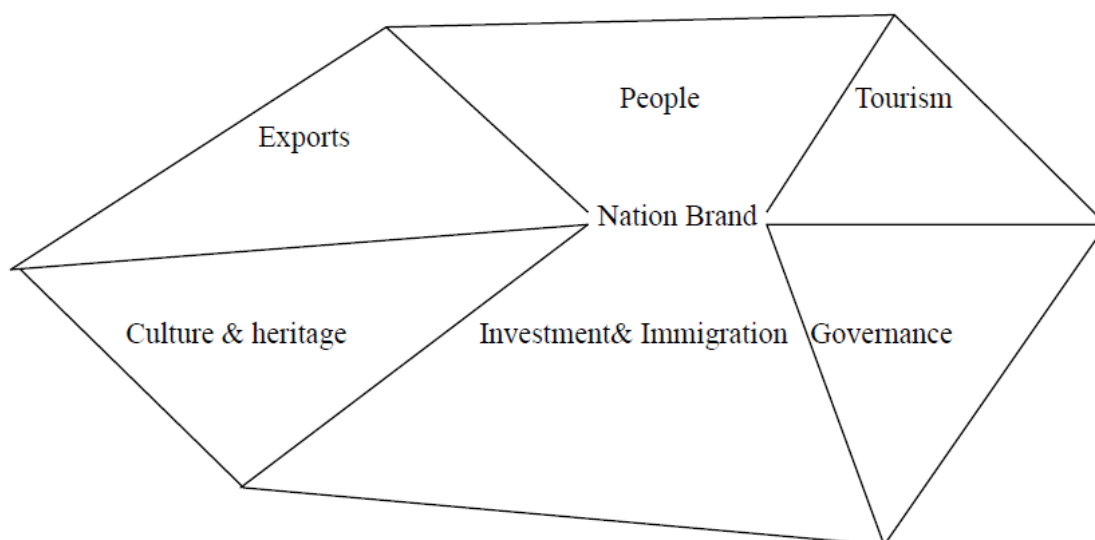 People
Tourism
Exports
Nation Brand
Culture & heritage
Investment& Immigration
Governance